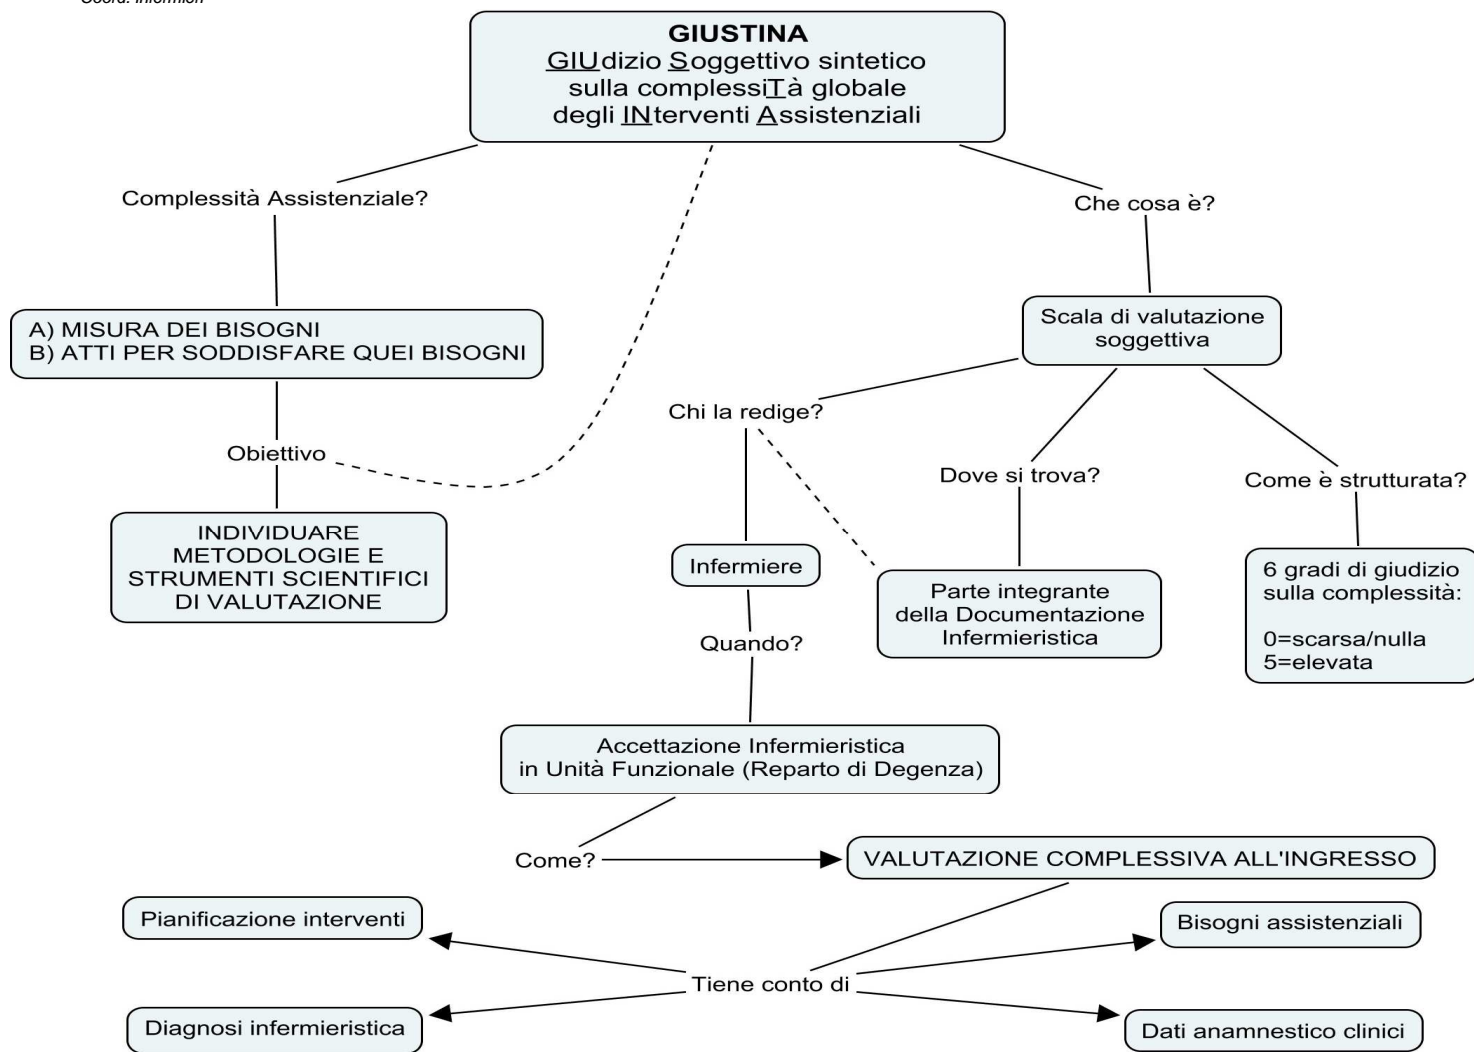 GIUSTINA
GIUdizio Soggettivo sintetico
sulla complessiTà globale
degli INterventi Assistenziali
Complessità Assistenziale?
Che cosa è?
A) MISURA DEI BISOGNI
B) ATTI PER SODDISFARE QUEI BISOGNI
Scala di valutazione
soggettiva
Chi la redige?
Obiettivo
Dove si trova?
Come è strutturata?
INDIVIDUARE
METODOLOGIE E
STRUMENTI SCIENTIFICI
DI VALUTAZIONE
Infermiere
Parte integrante
della Documentazione
Infermieristica
6 gradi di giudizio
sulla complessità:
0=scarsa/nulla
5=elevata
Quando?
Accettazione Infermieristica
in Unità Funzionale (Reparto di Degenza)
Come?
VALUTAZIONE COMPLESSIVA ALL'INGRESSO
Pianificazione interventi
Bisogni assistenziali
Tiene conto di
Diagnosi infermieristica
Dati anamnestico clinici